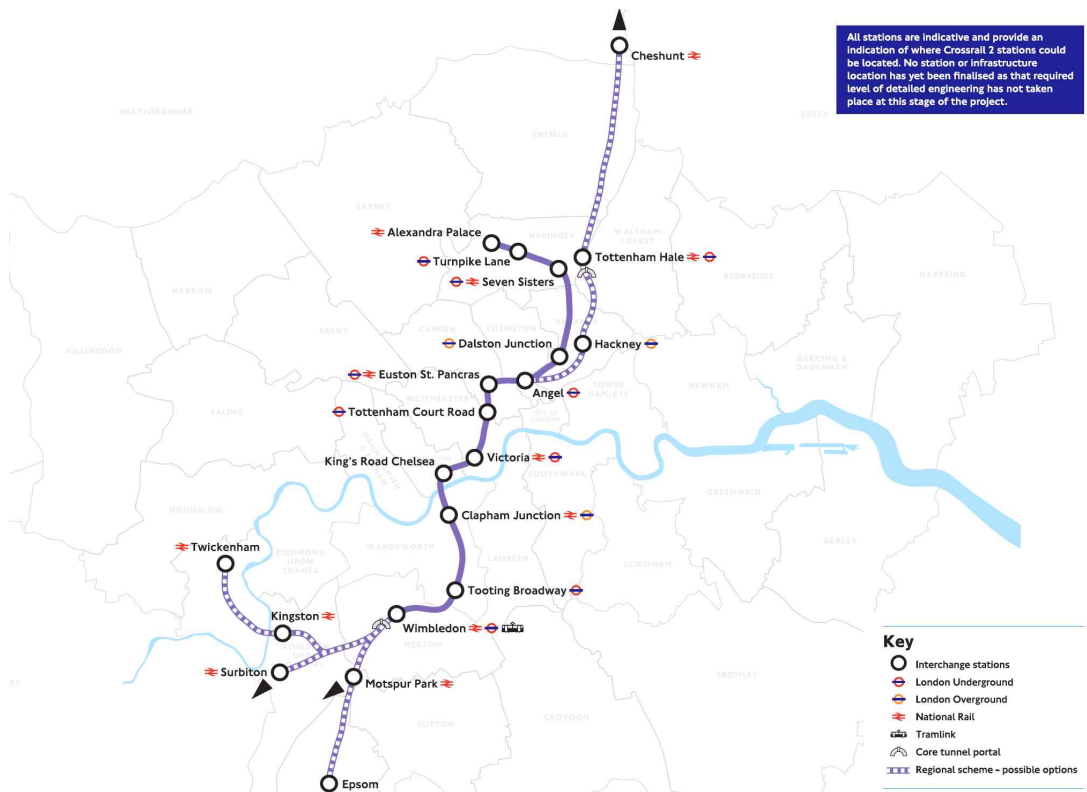 All stations are indicative and provide an
indication of where Crossrail 2 stations could
be located. No station or infrastructure
location has yet been finalised as that required
level of detailed engineering has not taken
place at this stage of the project.
Cheshunt
HERTFORDSHIRE
ESSEX
ENFIELD
BARNET
Alexandra Palace
HARINGEY
WALTHAM
FOREST
Turnpike Lane
Tottenham Hale
Seven Sisters
REDBRIDGE
HAVERING
HARROW
BRENT
CAMDEN
ISLINGTON
Dalston Junction
Hackney
HILLINGDON
BARKING &
DAGENHAM
Euston St. Pancras
Angel
TOWER
HAMLETS
NEWHAM
WESTMINSTER
EALING
Tottenham Court Road
CITY OF
LONDON
HAMMERSMITH
King's Road Chelsea
Victoria
SOUTHWARK
GREENWICH
HOUNSLOW
Clapham Junction
BEXLEY
Twickenham
RICHMOND
UPON
THAMES
WANDSWORTH
LAMBETH
LEWISHAM
Tooting Broadway
Kingston
Wimbledon
MERTON
Surbiton
Motspur Park
BROMLEY
SUTTON
CROYDON
Epsom
Key
Interchange stations
London Underground
London Overground
National Rail
Tramlink
Core tunnel portal
Regional scheme - possible options